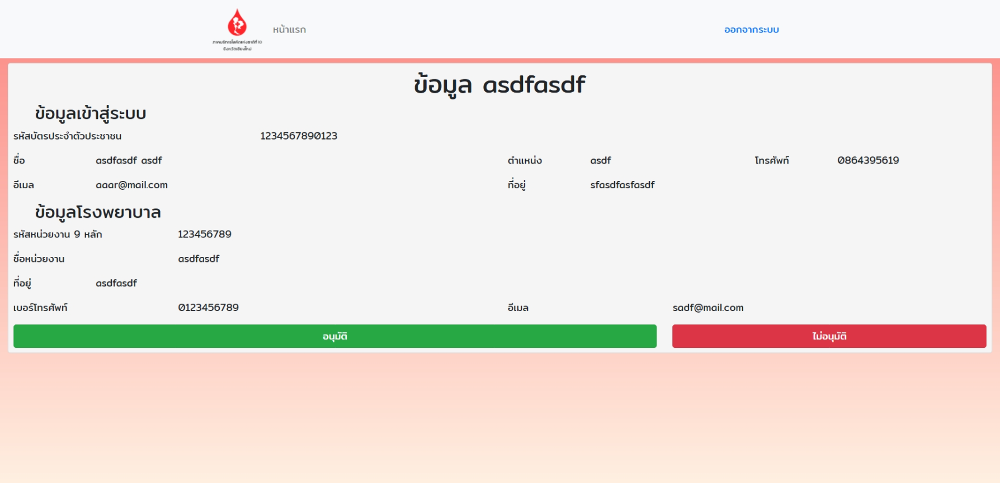 หน้าแรก
ออกจากระบบ
ภาคบริการโลหิตแห่งชาติที่ 10
จังหวัดเชียงใหม่
ข้อมูล asdfasdf
ข้อมูลเข้าสู่ระบบ
รหัสบัตรประจำตัวประชาชน 1234567890123
ชื่อ asdfasdf asdf ตำแหน่ง asdf โทรศัพท์ 0864395619
อีเมล aaar@mail.com ที่อยู่ sfasdfasfasdf
ข้อมูลโรงพยาบาล
รหัสหน่วยงาน 9 หลัก 123456789
ชื่อหน่วยงาน asdfasdf
ที่อยู่ asdfasdf
เบอร์โทรศัพท์ 0123456789 อีเมล sadf@mail.com
อนุมัติ ไม่อนุมัติ